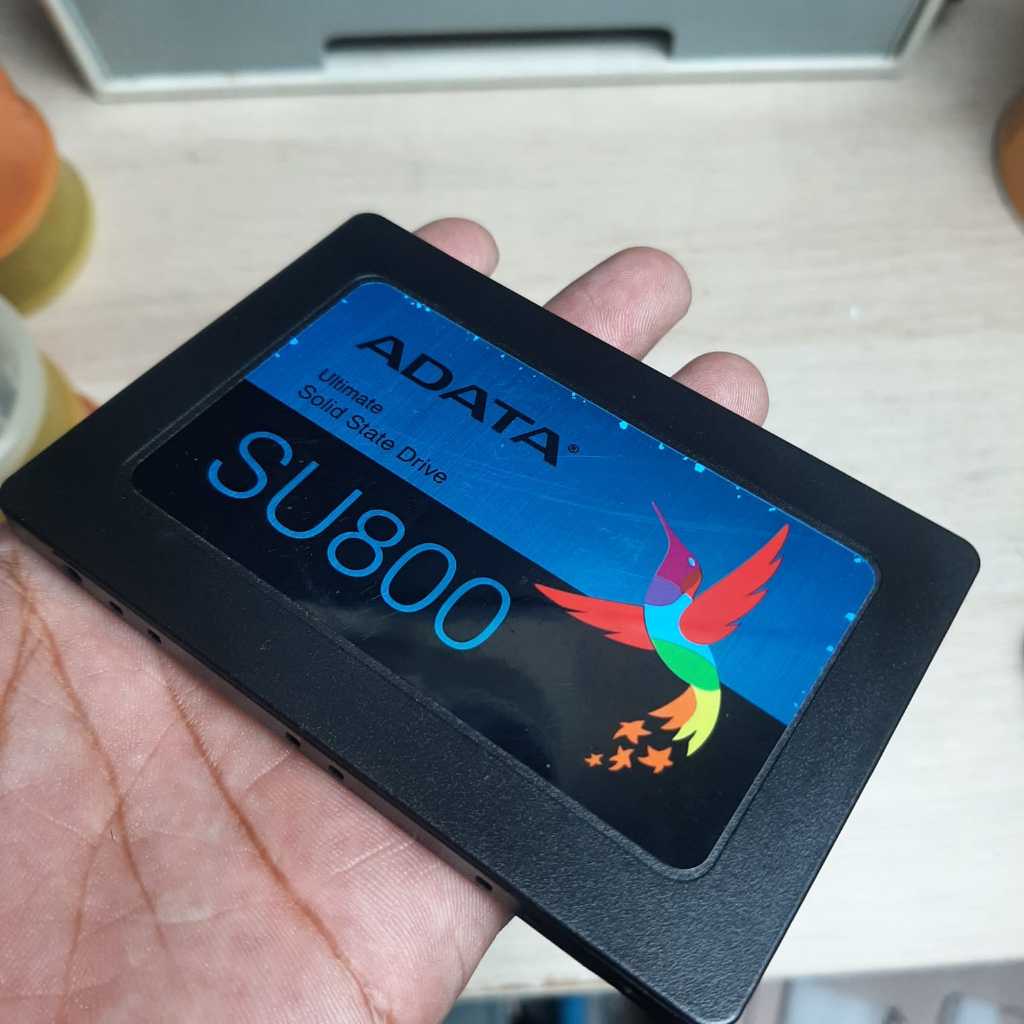 ADATA®
Ultimate
Solid State Drive
SU800